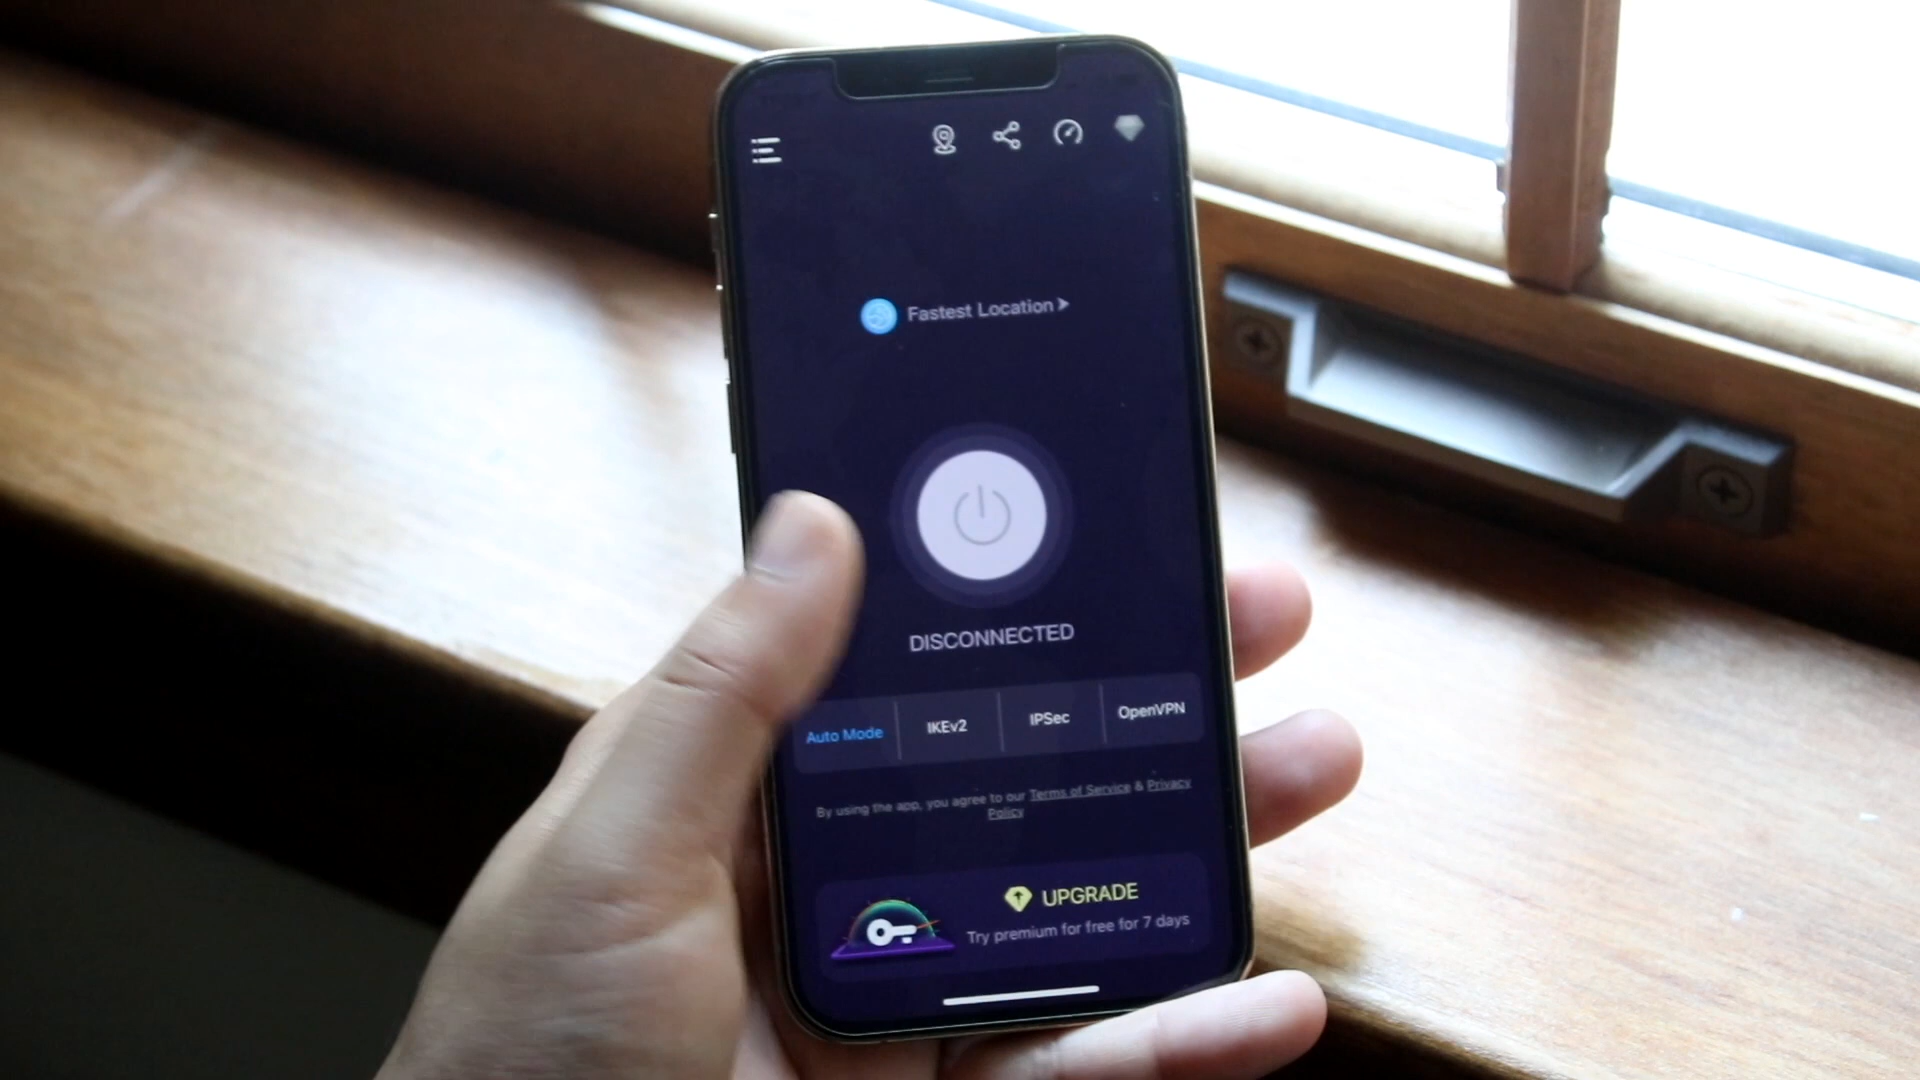 Fastest Location
DISCONNECTED
Auto Mode
IKEv2
IPSec
OpenVPN
By using the app, you agree to our Terms of Service & Privacy
Policy
UPGRADE
Try premium for free for 7 days